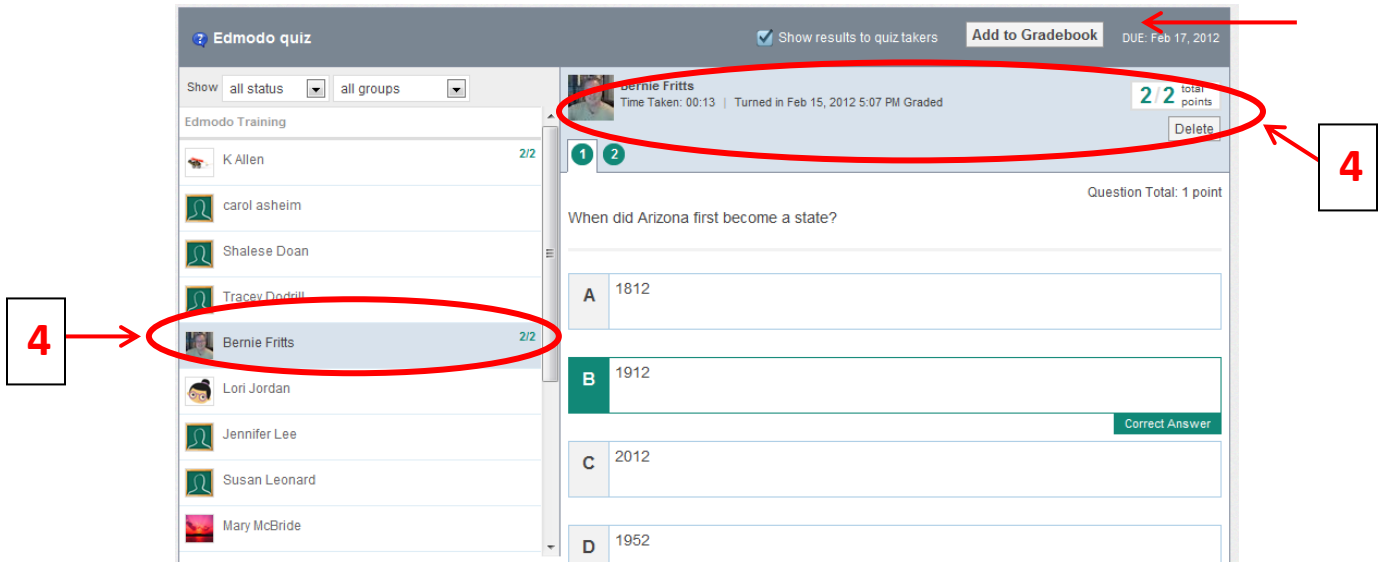 Edmodo quiz
Show results to quiz takers
Add to Gradebook
DUE: Feb 17, 2012
Show all status all groups
Edmodo Training
K Allen 2/2
carol asheim
Shalese Doan
Tracey Dodrill
Bernie Fritts 2/2
Lori Jordan
Jennifer Lee
Susan Leonard
Mary McBride
4
Bernie Fritts
Time Taken: 00:13 | Turned in Feb 15, 2012 5:07 PM Graded
2/2 total points
Delete
4
1 2
Question Total: 1 point
When did Arizona first become a state?
A 1812
B 1912
Correct Answer
C 2012
D 1952